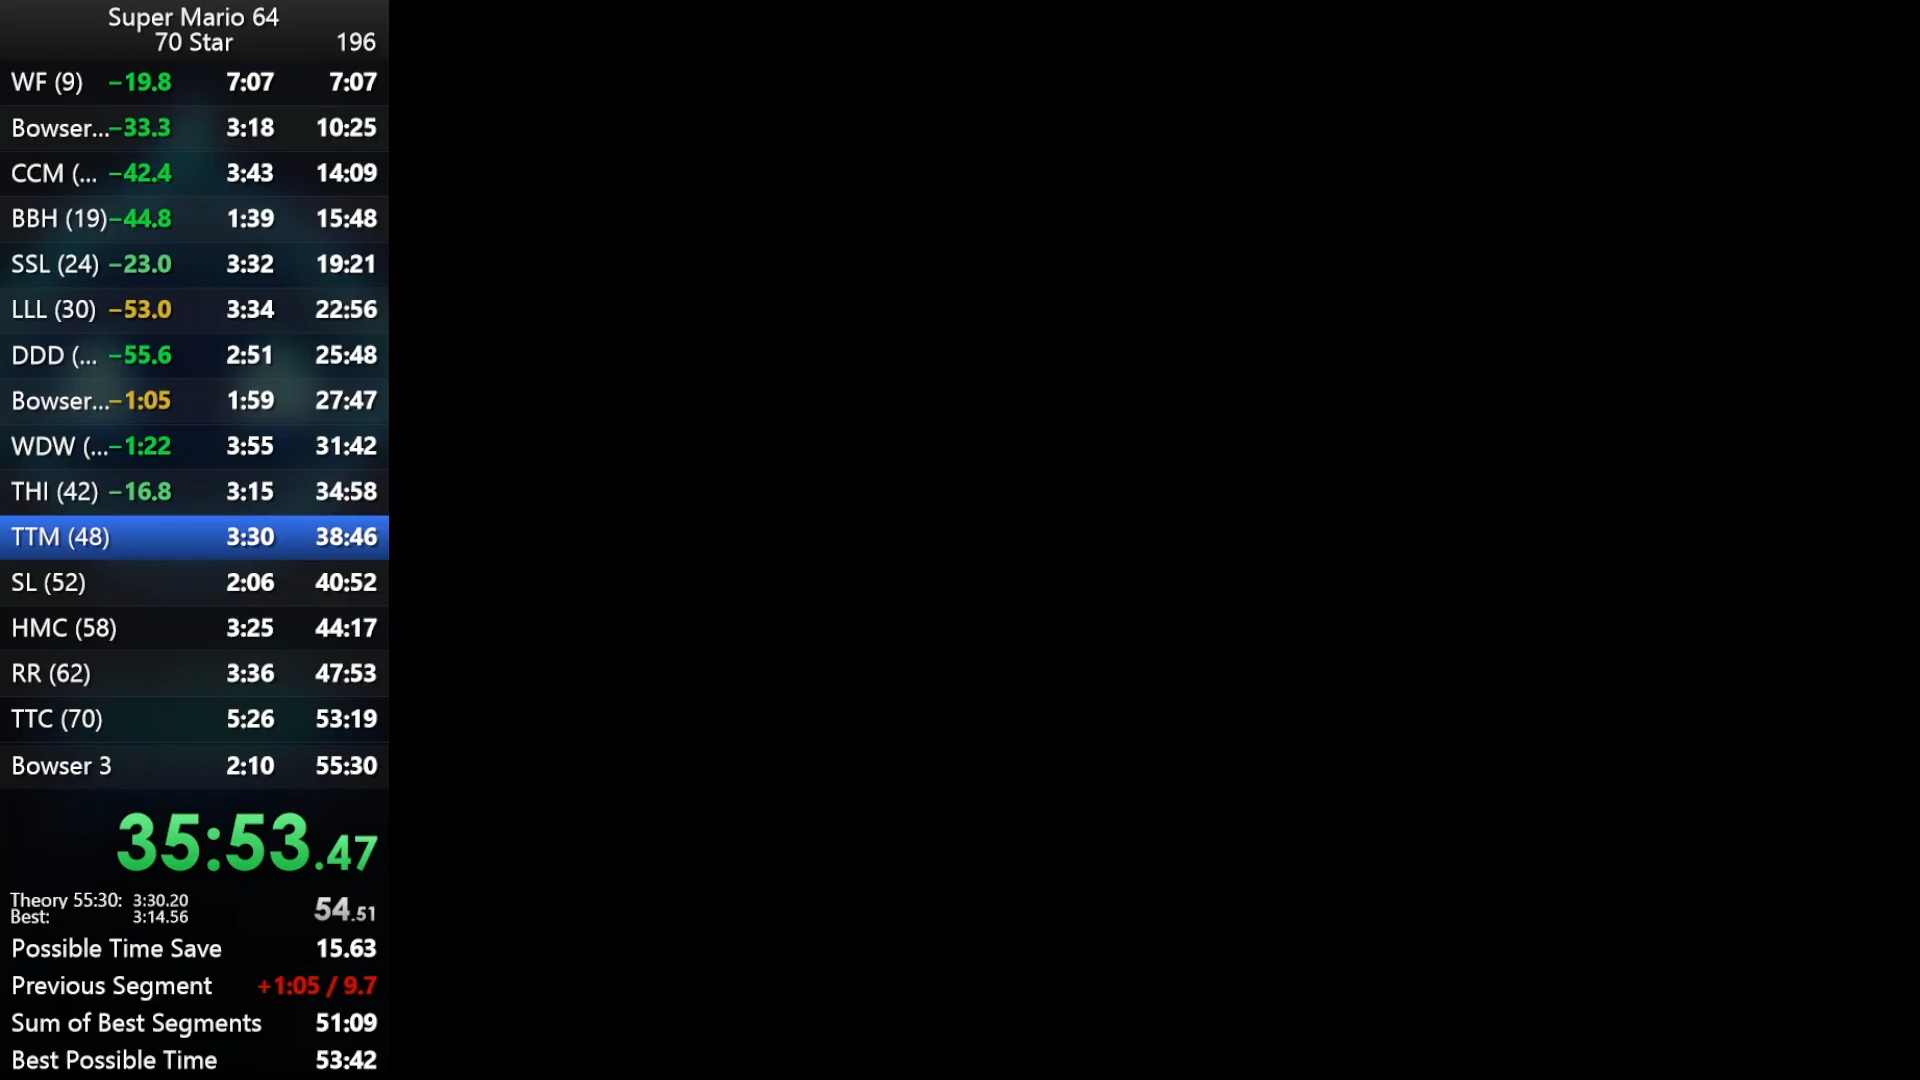 Super Mario 64
70 Star 196
WF (9) −19.8 7:07 7:07
Bowser... −33.3 3:18 10:25
CCM (... −42.4 3:43 14:09
BBH (19) −44.8 1:39 15:48
SSL (24) −23.0 3:32 19:21
LLL (30) −53.0 3:34 22:56
DDD (... −55.6 2:51 25:48
Bowser... −1:05 1:59 27:47
WDW (... −1:22 3:55 31:42
THI (42) −16.8 3:15 34:58
TTM (48) 3:30 38:46
SL (52) 2:06 40:52
HMC (58) 3:25 44:17
RR (62) 3:36 47:53
TTC (70) 5:26 53:19
Bowser 3 2:10 55:30
35:53.47
Theory 55:30: 3:30.20
Best: 3:14.56
54.51
Possible Time Save 15.63
Previous Segment +1:05 / 9.7
Sum of Best Segments 51:09
Best Possible Time 53:42